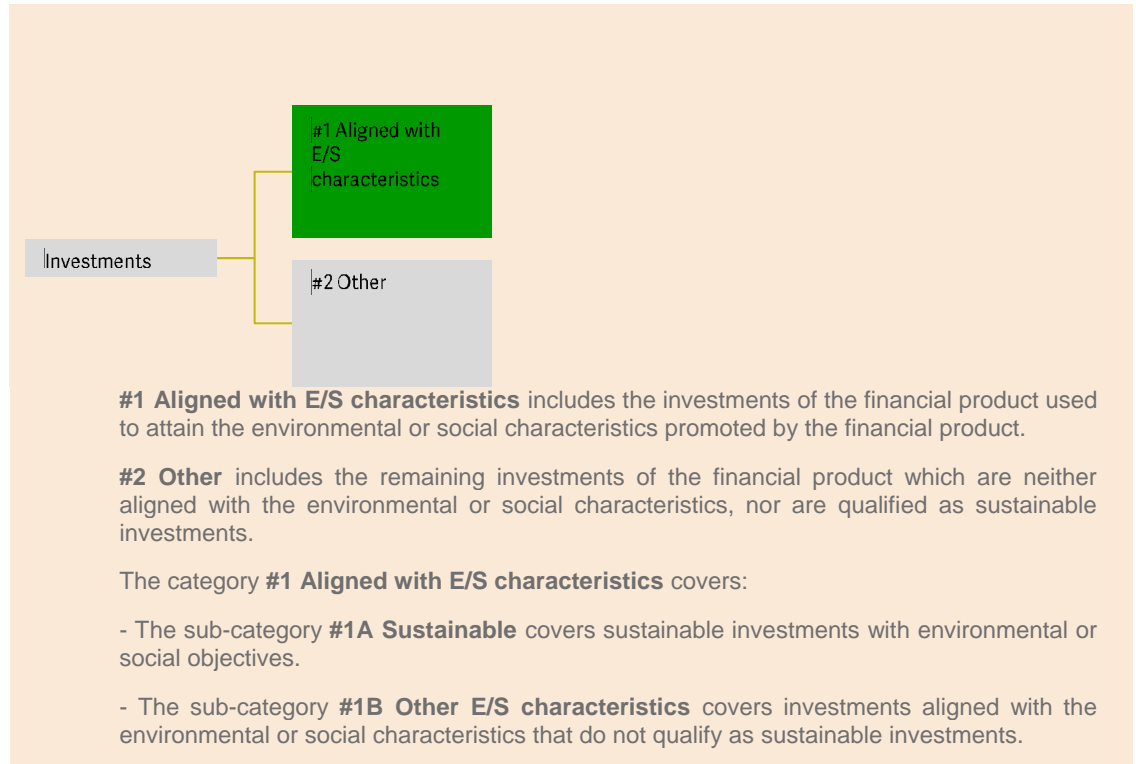 #1 Aligned with
E/S
characteristics
Investments
#2 Other
#1 Aligned with E/S characteristics includes the investments of the financial product used
to attain the environmental or social characteristics promoted by the financial product.
#2 Other includes the remaining investments of the financial product which are neither
aligned with the environmental or social characteristics, nor are qualified as sustainable
investments.
The category #1 Aligned with E/S characteristics covers:
- The sub-category #1A Sustainable covers sustainable investments with environmental or
social objectives.
- The sub-category #1B Other E/S characteristics covers investments aligned with the
environmental or social characteristics that do not qualify as sustainable investments.